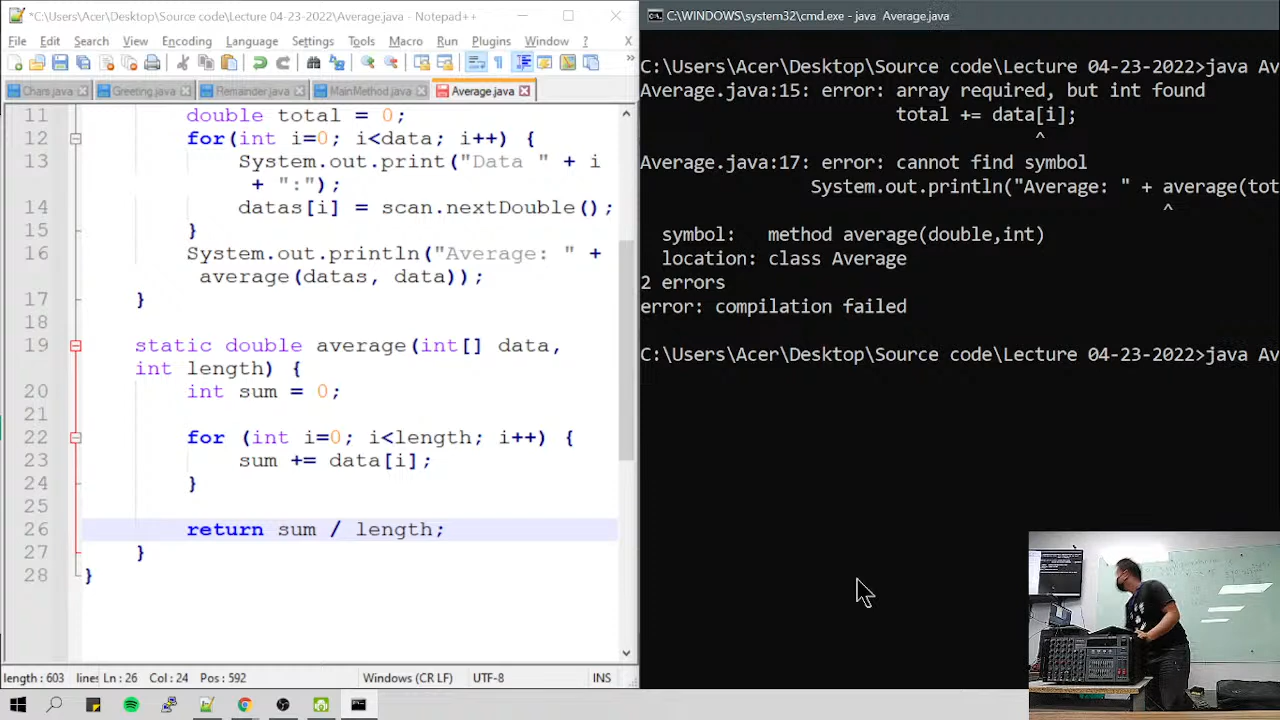 *C:\Users\Acer\Desktop\Source code\Lecture 04-23-2022\Average.java - Notepad++
File Edit Search View Encoding Language Settings Tools Macro Run Plugins Window ? X
Chars.java Greeting.java Remainder.java MainMethod.java Average.java
11 double total = 0;
12 for(int i=0; i<data; i++) {
13 System.out.print("Data " + i
+ ":");
14 datas[i] = scan.nextDouble();
15 }
16 System.out.println("Average: " +
average(datas, data));
17 }
18
19 static double average(int[] data,
int length) {
20 int sum = 0;
21
22 for (int i=0; i<length; i++) {
23 sum += data[i];
24 }
25
26 return sum / length;
27 }
28 }
length : 603 lines Ln : 26 Col : 24 Pos : 592 Windows (CR LF) UTF-8 INS
C:\WINDOWS\system32\cmd.exe - java Average.java
C:\Users\Acer\Desktop\Source code\Lecture 04-23-2022>java Av
Average.java:15: error: array required, but int found
total += data[i];
^
Average.java:17: error: cannot find symbol
System.out.println("Average: " + average(tot
^
symbol: method average(double,int)
location: class Average
2 errors
error: compilation failed
C:\Users\Acer\Desktop\Source code\Lecture 04-23-2022>java Av